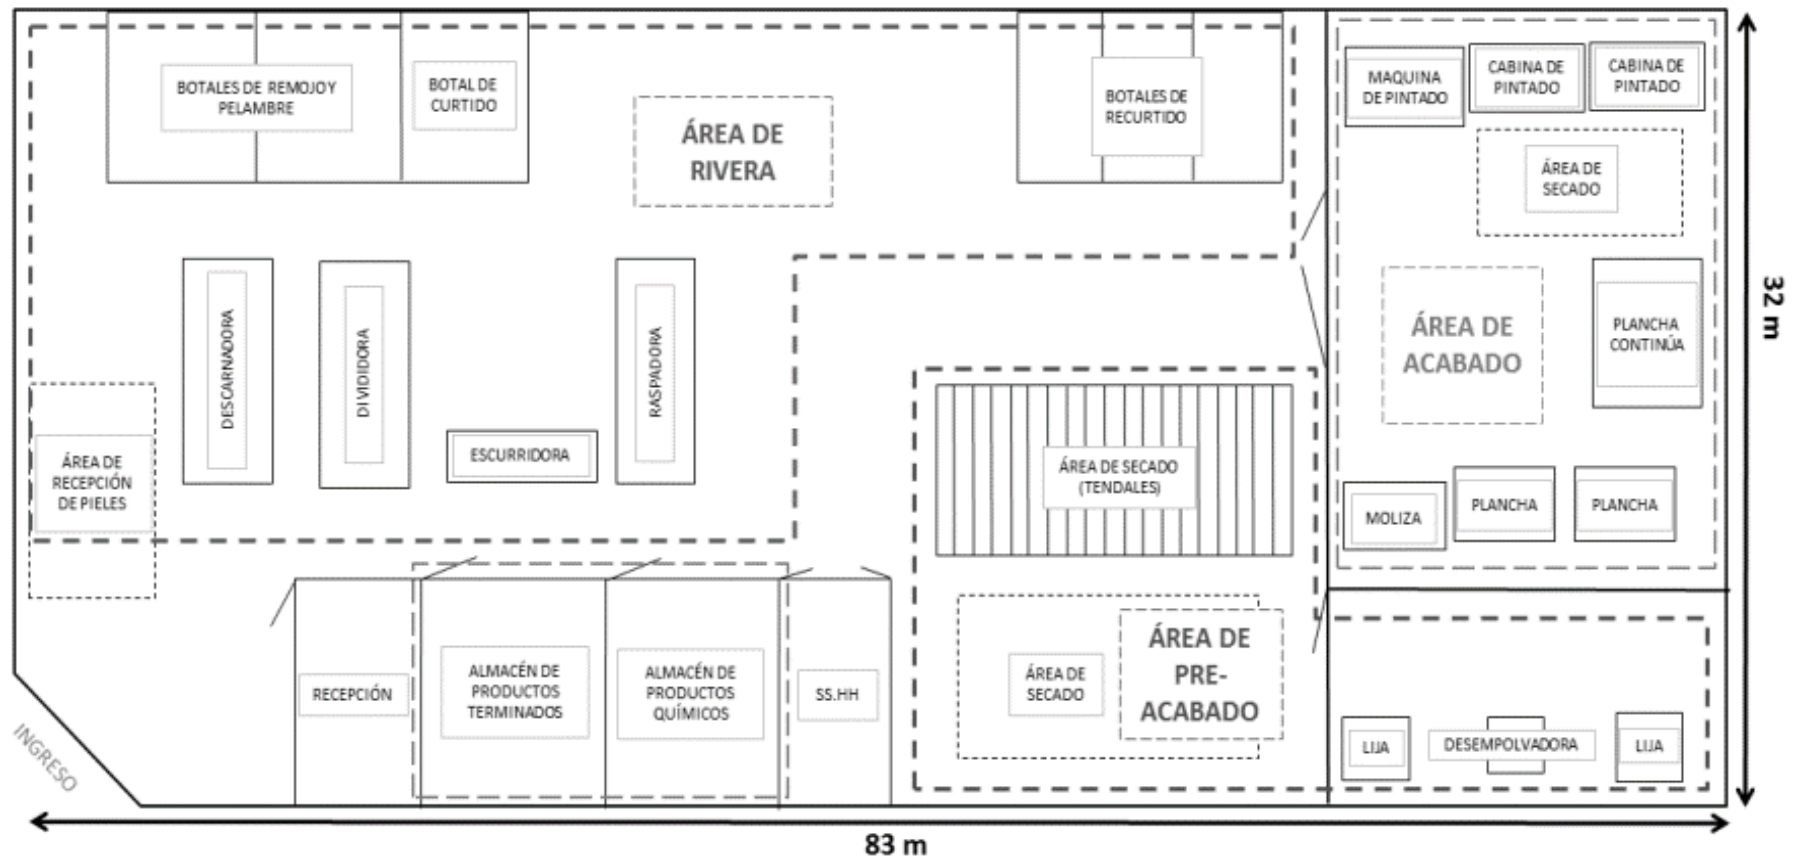 BOTALES DE REMOJO Y
PELAMBRE
BOTAL DE
CURTIDO
ÁREA DE
RIVERA
BOTALES DE
RECURTIDO
MAQUINA
DE PINTADO
CABINA DE
PINTADO
CABINA DE
PINTADO
ÁREA DE
SECADO
DESCARNADORA
DIVIDIDORA
ESCURRIDORA
RASPADORA
ÁREA DE
ACABADO
PLANCHA
CONTINÚA
32 m
ÁREA DE
RECEPCIÓN
DE PIELES
ÁREA DE SECADO
(TENDALES)
MOLIZA
PLANCHA
PLANCHA
RECEPCIÓN
ALMACÉN DE
PRODUCTOS
TERMINADOS
ALMACÉN DE
PRODUCTOS
QUÍMICOS
SS.HH
ÁREA DE
SECADO
ÁREA DE
PRE-
ACABADO
LIJA
DESEMPOLVADORA
LIJA
INGRESO
83 m